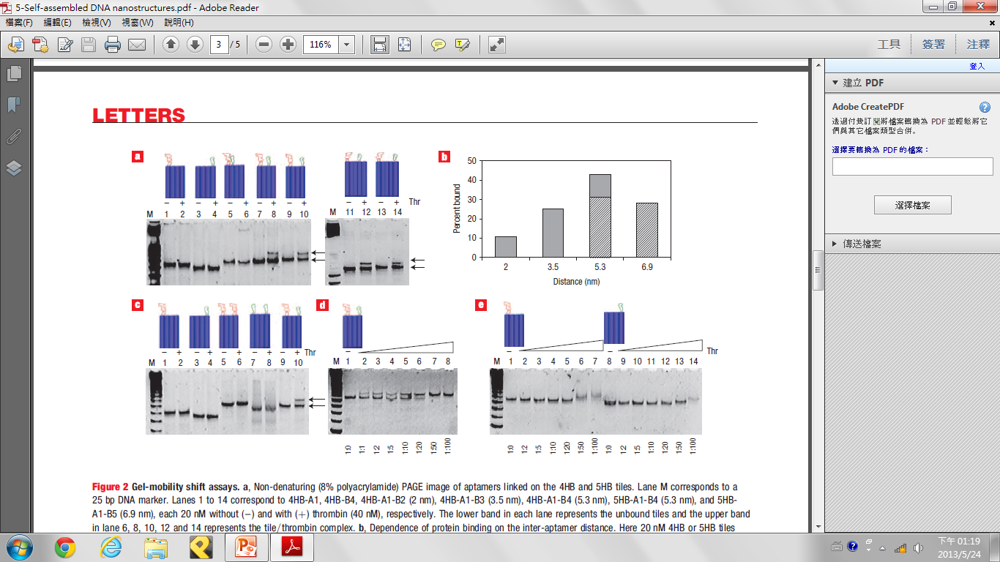 5-Self-assembled DNA nanostructures.pdf - Adobe Reader
檔案(F) 編輯(E) 檢視(V) 視窗(W) 說明(H)
3 / 5 116% 工具 簽署 注釋
登入
建立 PDF
Adobe CreatePDF
透過付費訂閱將檔案轉換為 PDF 並輕鬆將它
們與其它檔案類型合併。
選擇要轉換為 PDF 的檔案：
選擇檔案
傳送檔案
LETTERS
a
– + – + – + – + – +
M 1 2 3 4 5 6 7 8 9 10
– + – + Thr
M 11 12 13 14
b
Percent bound
50
40
30
20
10
0
2 3.5 5.3 6.9
Distance (nm)
c
– + – + – + – + – + Thr
M 1 2 3 4 5 6 7 8 9 10
d
–
M 1 2 3 4 5 6 7 8
1:0 1:1 1:2 1:5 1:10 1:20 1:50 1:100
e
– – Thr
M 1 2 3 4 5 6 7 8 9 10 11 12 13 14
1:0 1:2 1:5 1:10 1:20 1:50 1:100 1:0 1:2 1:5 1:10 1:20 1:50 1:100
Figure 2 Gel-mobility shift assays. a, Non-denaturing (8% polyacrylamide) PAGE image of aptamers linked on the 4HB and 5HB tiles. Lane M corresponds to a
25 bp DNA marker. Lanes 1 to 14 correspond to 4HB-A1, 4HB-B4, 4HB-A1-B2 (2 nm), 4HB-A1-B3 (3.5 nm), 4HB-A1-B4 (5.3 nm), 5HB-A1-B4 (5.3 nm), and 5HB-
A1-B5 (6.9 nm), each 20 nM without (–) and with (+) thrombin (40 nM), respectively. The lower band in each lane represents the unbound tiles and the upper band
in lane 6, 8, 10, 12 and 14 represents the tile/thrombin complex. b, Dependence of protein binding on the inter-aptamer distance. Here 20 nM 4HB or 5HB tiles
下午 01:19
2013/5/24